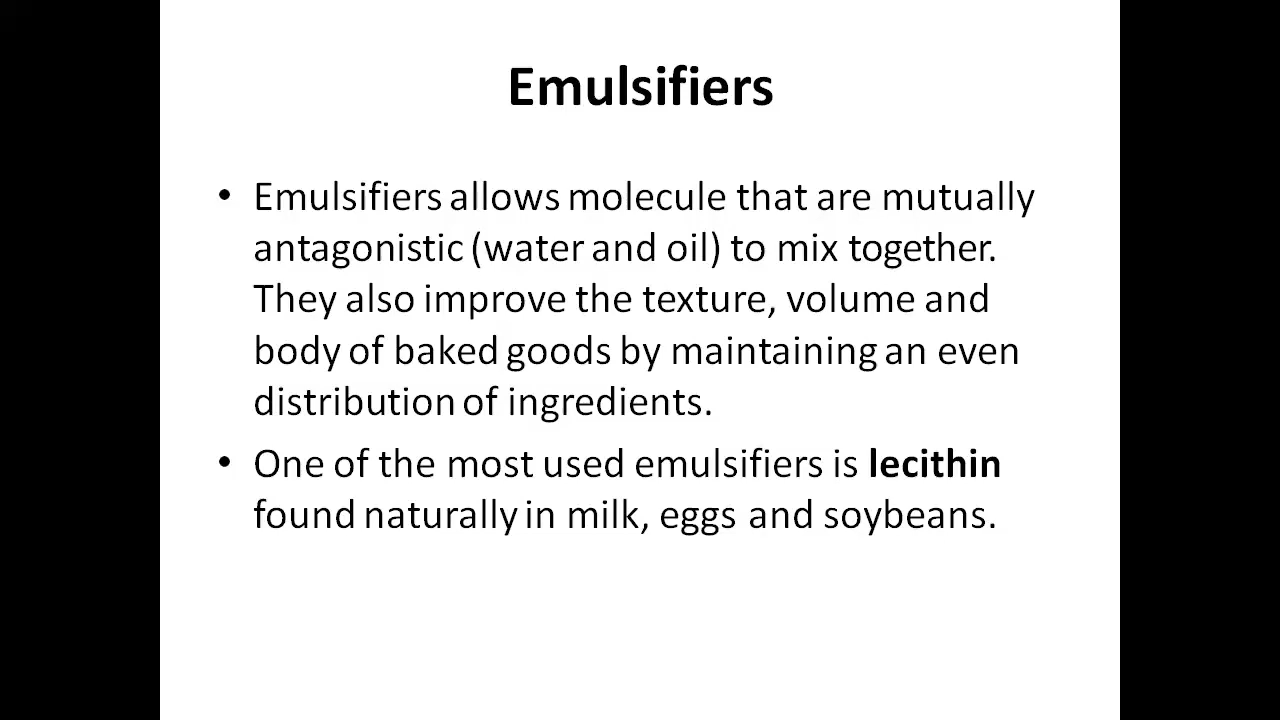 Emulsifiers
• Emulsifiers allows molecule that are mutually
antagonistic (water and oil) to mix together.
They also improve the texture, volume and
body of baked goods by maintaining an even
distribution of ingredients.
• One of the most used emulsifiers is lecithin
found naturally in milk, eggs and soybeans.